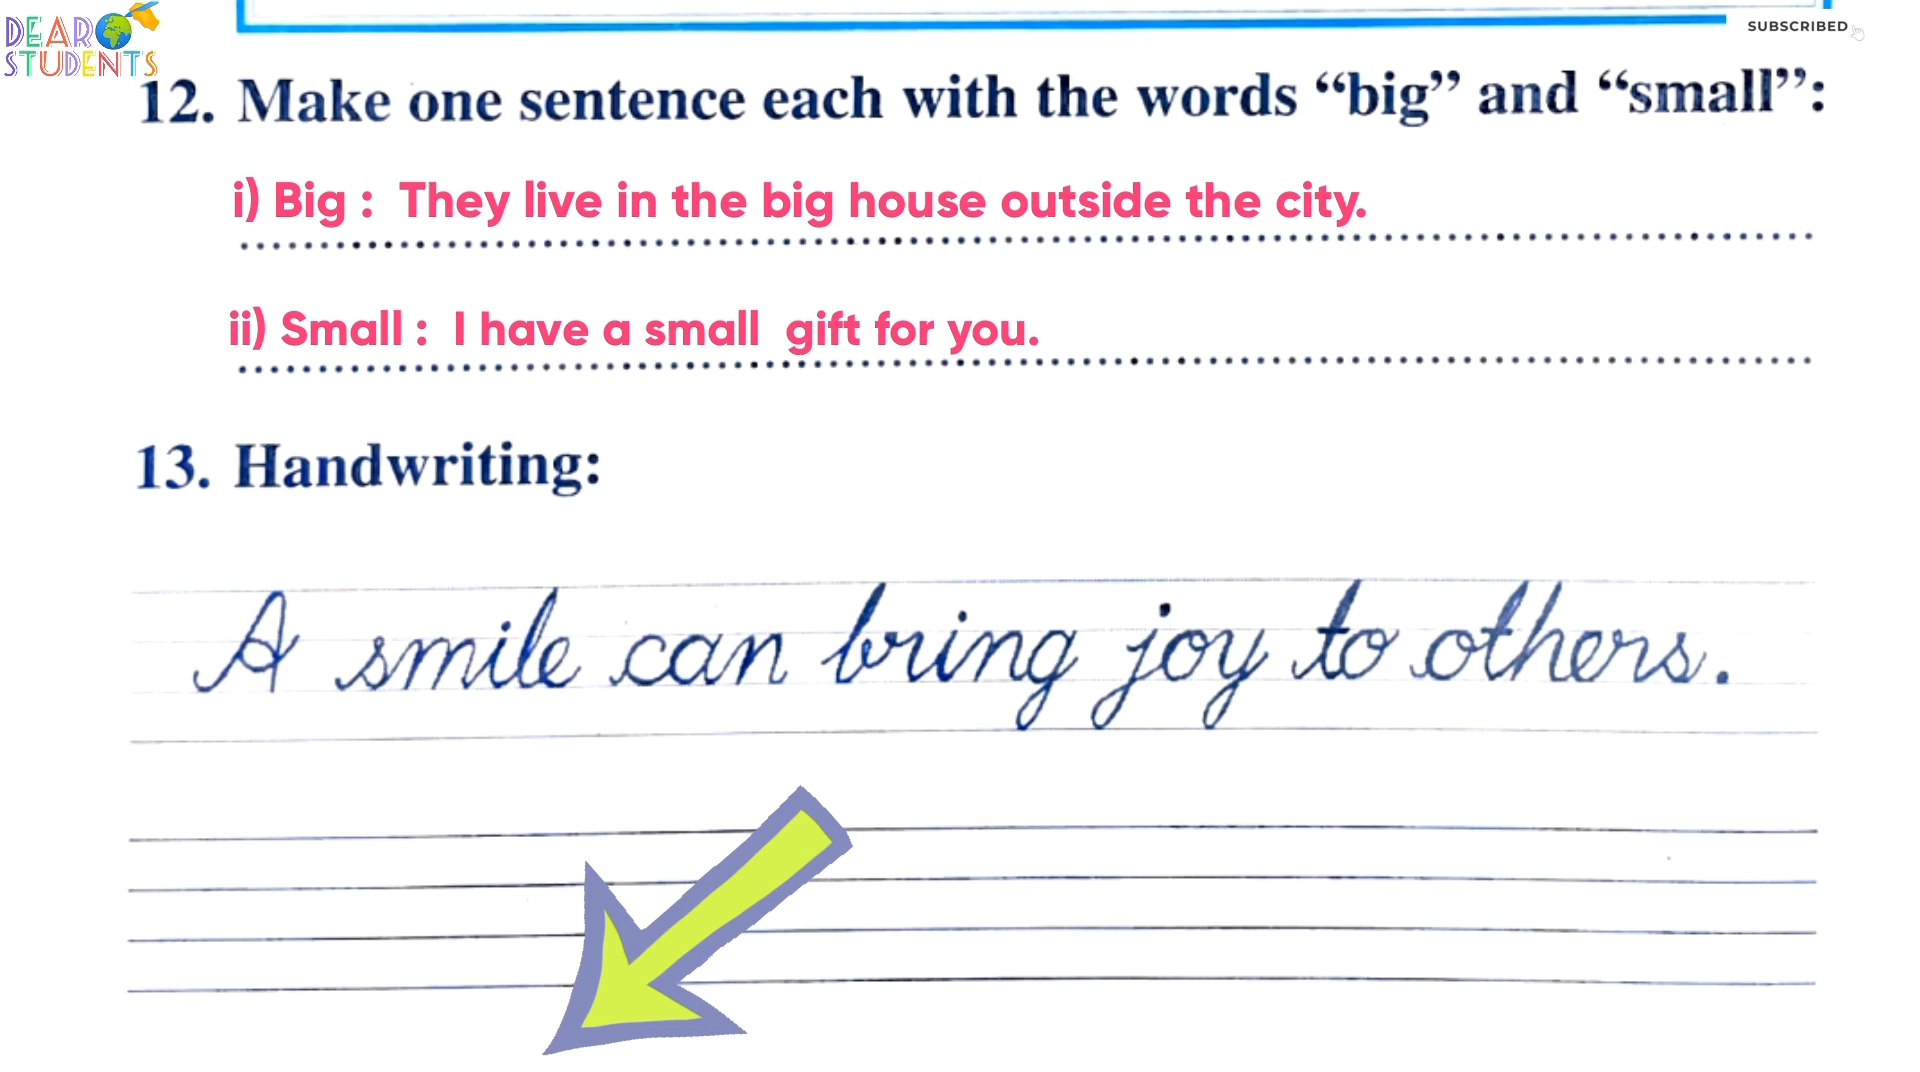 DEAR
STUDENTS
SUBSCRIBED
12. Make one sentence each with the words “big” and “small”:
i) Big : They live in the big house outside the city.
ii) Small : I have a small gift for you.
13. Handwriting:
A smile can bring joy to others.